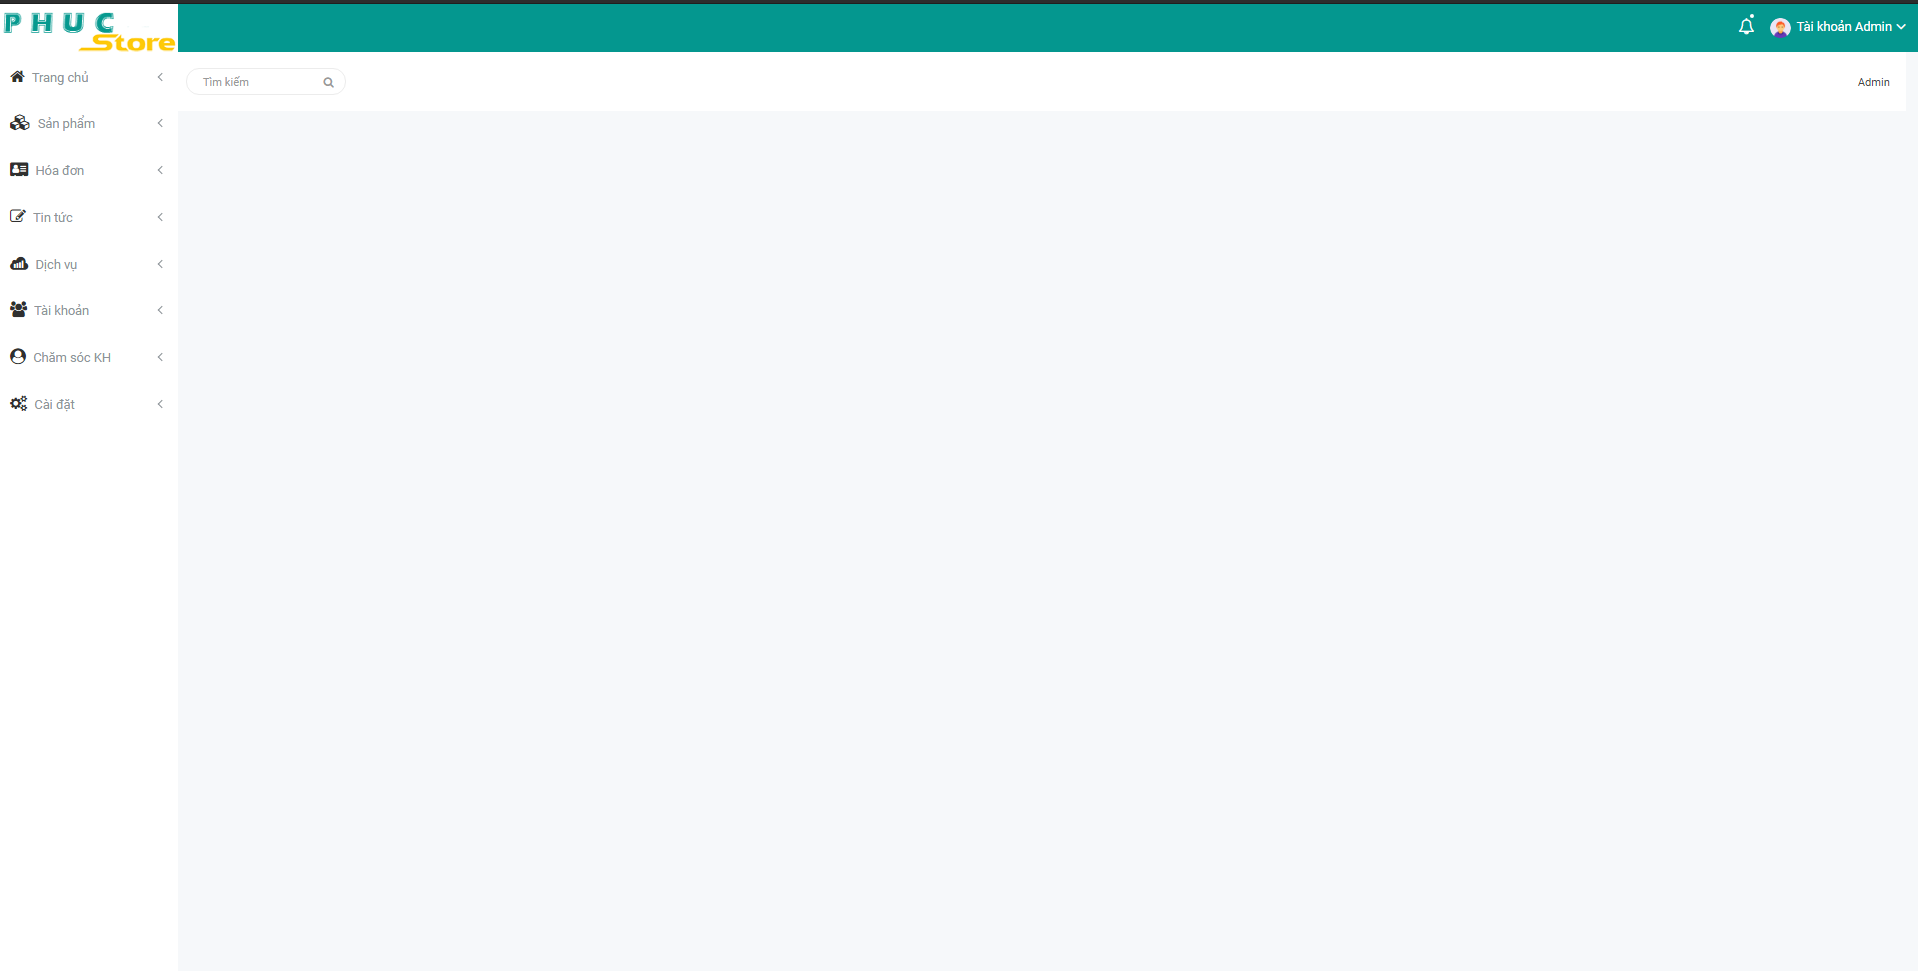 PHUC
Store
Tài khoản Admin
Trang chủ
Tìm kiếm
Admin
Sản phẩm
Hóa đơn
Tin tức
Dịch vụ
Tài khoản
Chăm sóc KH
Cài đặt